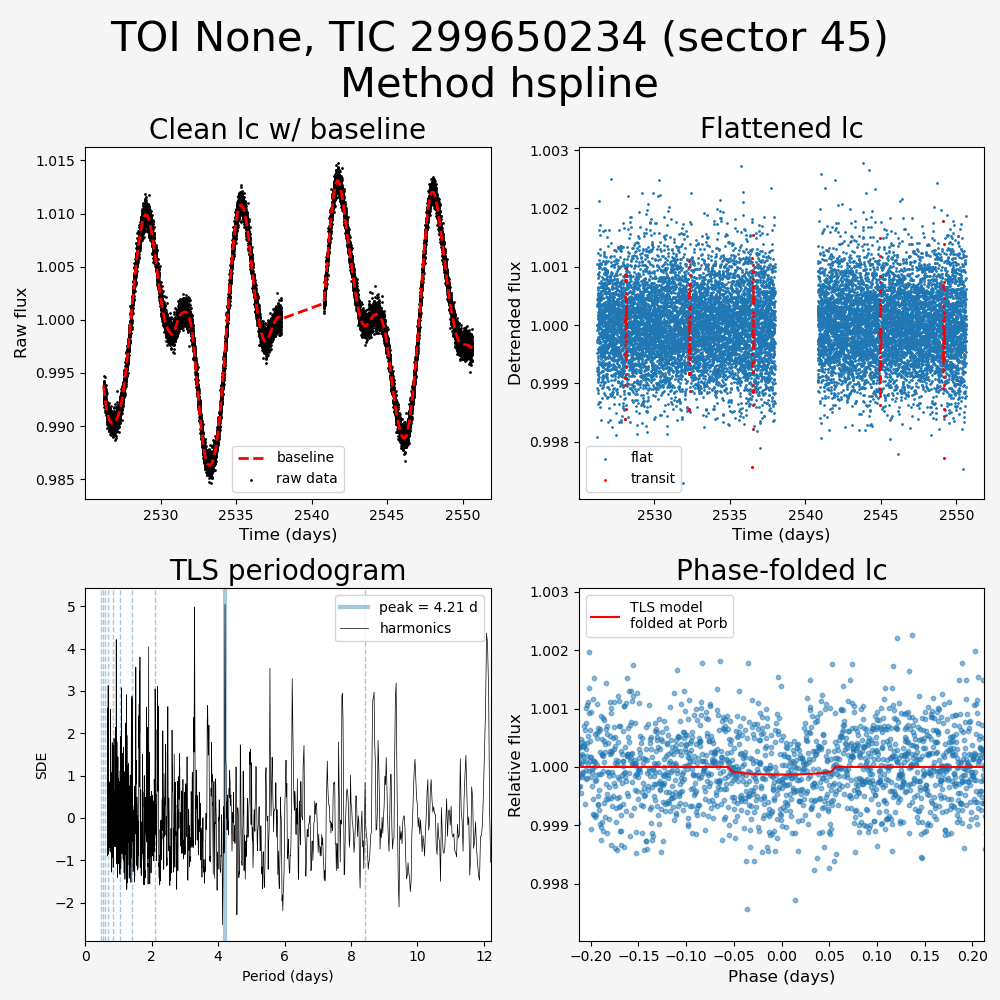 TOI None, TIC 299650234 (sector 45)
Method hspline
Clean lc w/ baseline
Raw flux
1.015
1.010
1.005
1.000
0.995
0.990
0.985
baseline
raw data
2530
2535
2540
2545
2550
Time (days)
Flattened lc
Detrended flux
1.003
1.002
1.001
1.000
0.999
0.998
flat
transit
2530
2535
2540
2545
2550
Time (days)
TLS periodogram
SDE
5
4
3
2
1
0
−1
−2
peak = 4.21 d
harmonics
0
2
4
6
8
10
12
Period (days)
Phase-folded lc
Relative flux
1.003
1.002
1.001
1.000
0.999
0.998
TLS model
folded at Porb
−0.20
−0.15
−0.10
−0.05
0.00
0.05
0.10
0.15
0.20
Phase (days)